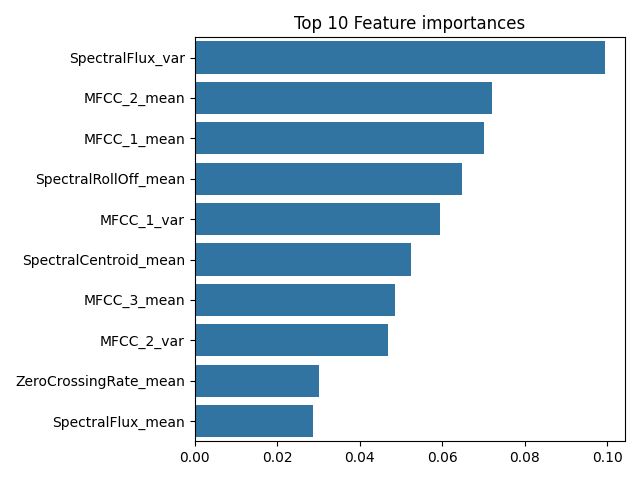 Top 10 Feature importances
SpectralFlux_var
MFCC_2_mean
MFCC_1_mean
SpectralRollOff_mean
MFCC_1_var
SpectralCentroid_mean
MFCC_3_mean
MFCC_2_var
ZeroCrossingRate_mean
SpectralFlux_mean
0.00 0.02 0.04 0.06 0.08 0.10